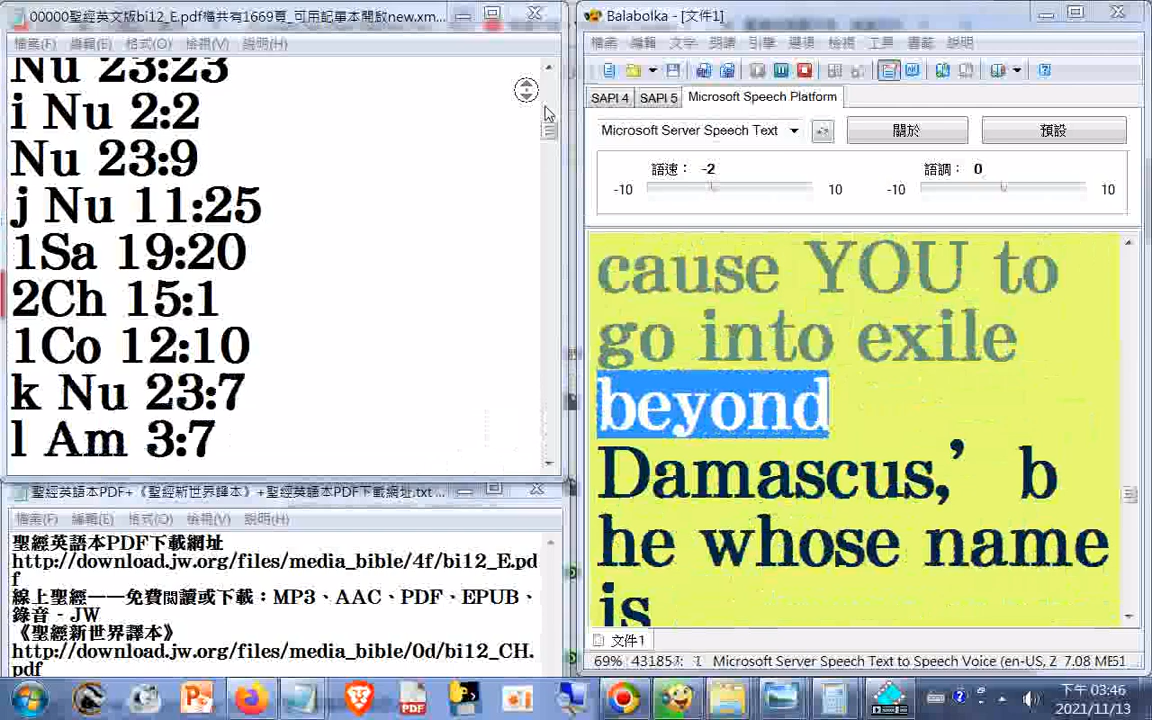 00000聖經英文版bi12_E.pdf檔共有1669頁_可用記事本開啟new.xm...
檔案(F) 編輯(E) 格式(O) 檢視(V) 說明(H)
Nu 23:23
i Nu 2:2
Nu 23:9
j Nu 11:25
1Sa 19:20
2Ch 15:1
1Co 12:10
k Nu 23:7
l Am 3:7
聖經英語本PDF+《聖經新世界譯本》+聖經英語本PDF下載網址.txt ...
檔案(F) 編輯(E) 格式(O) 檢視(V) 說明(H)
聖經英語本PDF下載網址
http://download.jw.org/files/media_bible/4f/bi12_E.pd
f
線上聖經——免費閱讀或下載：MP3、AAC、PDF、EPUB、
錄音 - JW
《聖經新世界譯本》
http://download.jw.org/files/media_bible/0d/bi12_CH.
pdf
Balabolka - [文件1]
檔案 編輯 文字 朗讀 引擎 選項 檢視 工具 書籤 說明
SAPI 4 SAPI 5 Microsoft Speech Platform
Microsoft Server Speech Text 關於 預設
語速： -2 語調： 0
-10 10 -10 10
cause YOU to
go into exile
beyond
Damascus,’ b
he whose name
is
文件1
69% Microsoft Server Speech Text to Speech Voice (en-US, Z 7.08 ME
PDF
下午 03:46
2021/11/13